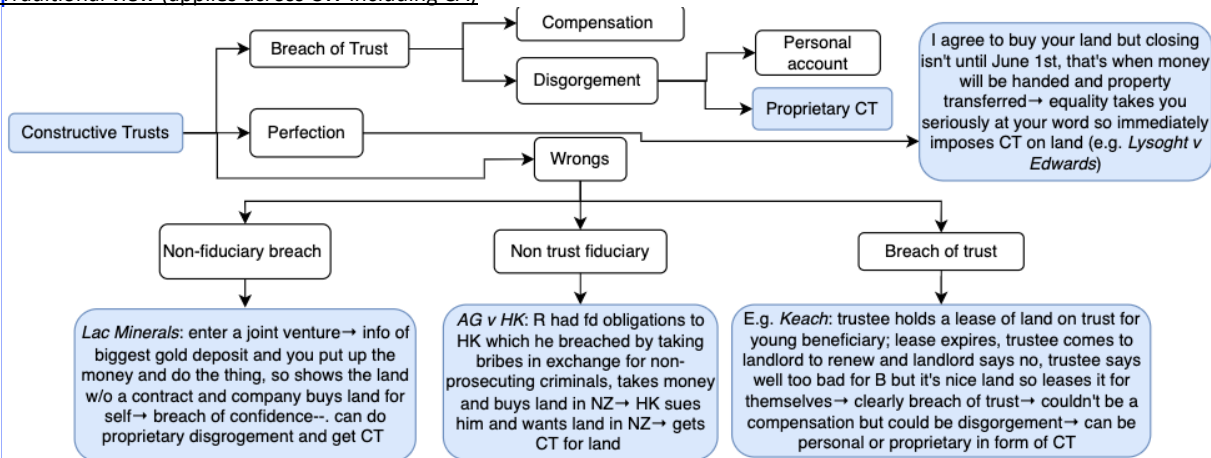 Traditional view (applies across CW including CA)
Compensation
Breach of Trust
Personal
account
Disgorgement
Proprietary CT
I agree to buy your land but closing
isn't until June 1st, that's when money
will be handed and property
transferred→ equality takes you
seriously at your word so immediately
imposes CT on land (e.g. Lysoght v
Edwards)
Constructive Trusts
Perfection
Wrongs
Non-fiduciary breach
Non trust fiduciary
Breach of trust
Lac Minerals: enter a joint venture→ info of
biggest gold deposit and you put up the
money and do the thing, so shows the land
w/o a contract and company buys land for
self→ breach of confidence--. can do
proprietary disgrogement and get CT
AG v HK: R had fd obligations to
HK which he breached by taking
bribes in exchange for non-
prosecuting criminals, takes money
and buys land in NZ→ HK sues
him and wants land in NZ→ gets
CT for land
E.g. Keach: trustee holds a lease of land on trust for
young beneficiary; lease expires, trustee comes to
landlord to renew and landlord says no, trustee says
well too bad for B but it's nice land so leases it for
themselves→ clearly breach of trust→ couldn't be a
compensation but could be disgorgement→ can be
personal or proprietary in form of CT